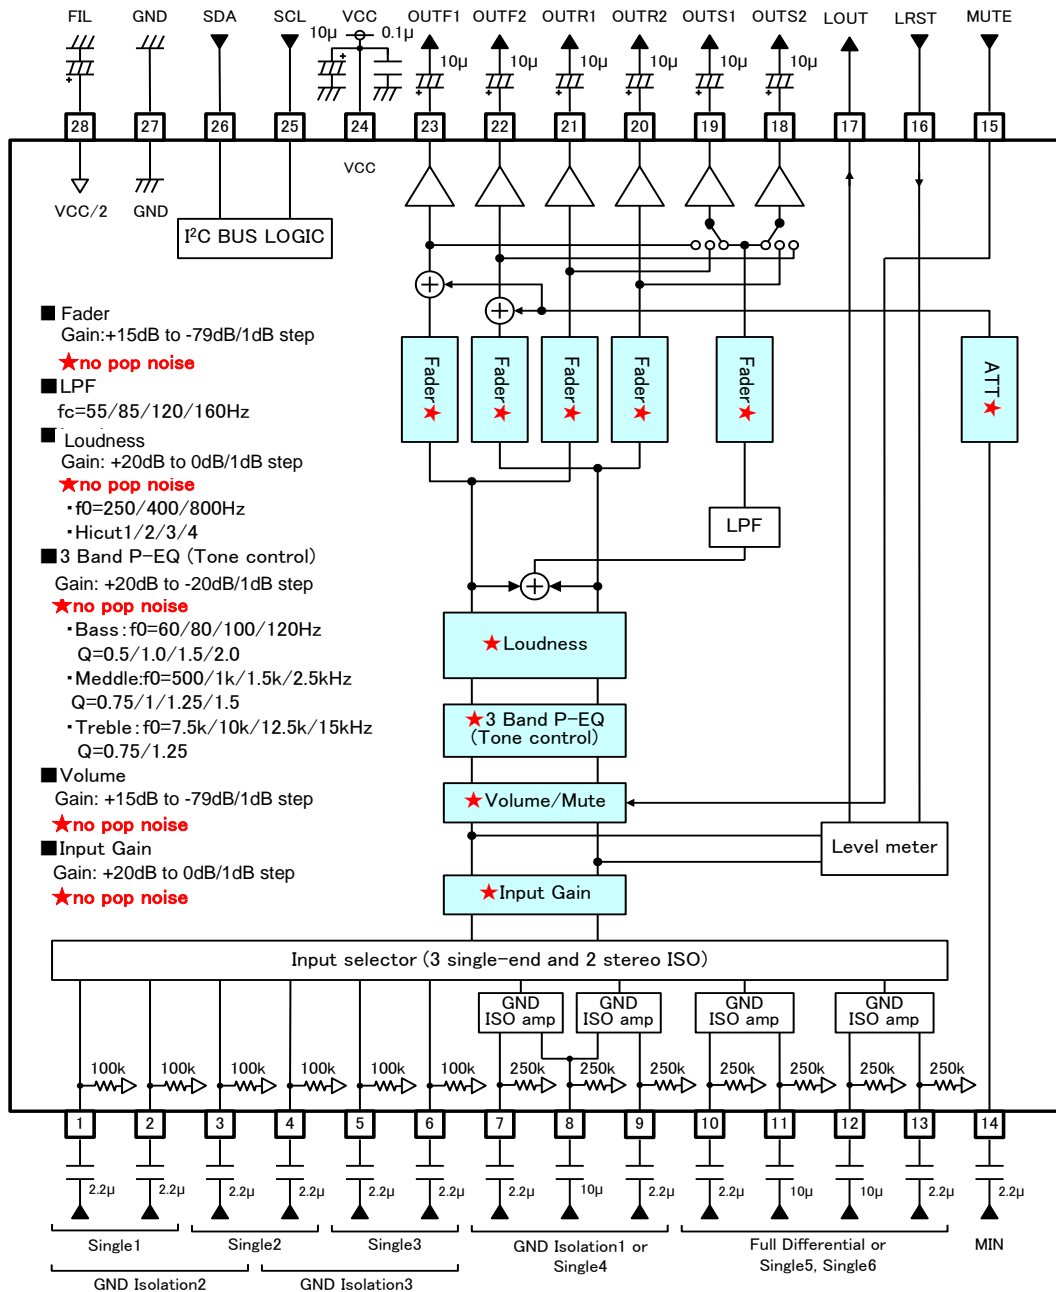 FIL GND SDA SCL VCC OUTF1 OUTF2 OUTR1 OUTR2 OUTS1 OUTS2 LOUT LRST MUTE
10μ 0.1μ 10μ 10μ 10μ 10μ 10μ 10μ
28 27 26 25 24 23 22 21 20 19 18 17 16 15
VCC
VCC/2 GND
I²C BUS LOGIC
■ Fader
Gain:+15dB to -79dB/1dB step
★no pop noise
■LPF
fc=55/85/120/160Hz
■ Loudness
Gain: +20dB to 0dB/1dB step
★no pop noise
・f0=250/400/800Hz
・Hicut1/2/3/4
■3 Band P-EQ (Tone control)
Gain: +20dB to -20dB/1dB step
★no pop noise
・Bass:f0=60/80/100/120Hz
Q=0.5/1.0/1.5/2.0
・Meddle:f0=500/1k/1.5k/2.5kHz
Q=0.75/1/1.25/1.5
・Treble:f0=7.5k/10k/12.5k/15kHz
Q=0.75/1.25
■Volume
Gain: +15dB to -79dB/1dB step
★no pop noise
■Input Gain
Gain: +20dB to 0dB/1dB step
★no pop noise
Fader★ Fader★ Fader★ Fader★ Fader★ ATT★
LPF
★Loudness
★3 Band P-EQ
(Tone control)
★Volume/Mute
Level meter
★Input Gain
Input selector (3 single-end and 2 stereo ISO)
GND
ISO amp
GND
ISO amp
GND
ISO amp
GND
ISO amp
100k 100k 100k 100k 100k 100k 250k 250k 250k 250k 250k 250k 250k
1 2 3 4 5 6 7 8 9 10 11 12 13 14
2.2μ 2.2μ 2.2μ 2.2μ 2.2μ 2.2μ 2.2μ 10μ 2.2μ 2.2μ 10μ 10μ 2.2μ 2.2μ
Single1 Single2 Single3
GND Isolation1 or
Single4
Full Differential or
Single5, Single6
MIN
GND Isolation2 GND Isolation3